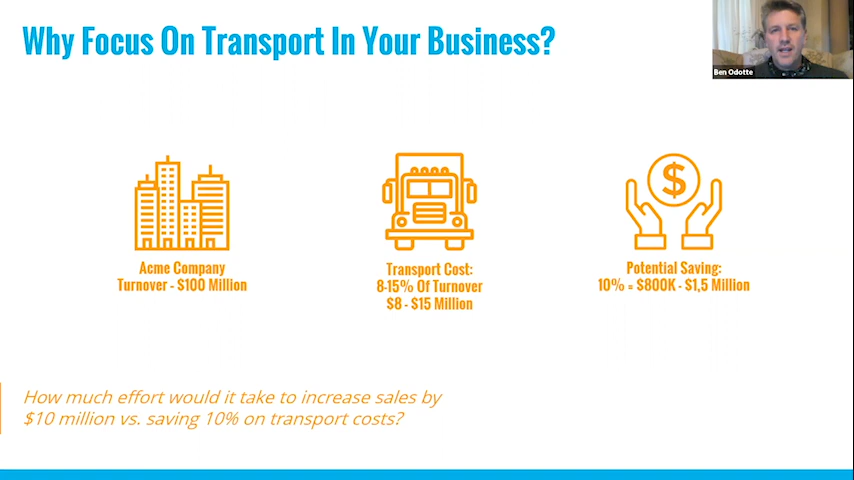 Why Focus On Transport In Your Business?
Ben Odotte
Acme Company
Turnover - $100 Million
Transport Cost:
8-15% Of Turnover
$8 - $15 Million
Potential Saving:
10% = $800K - $1,5 Million
How much effort would it take to increase sales by
$10 million vs. saving 10% on transport costs?